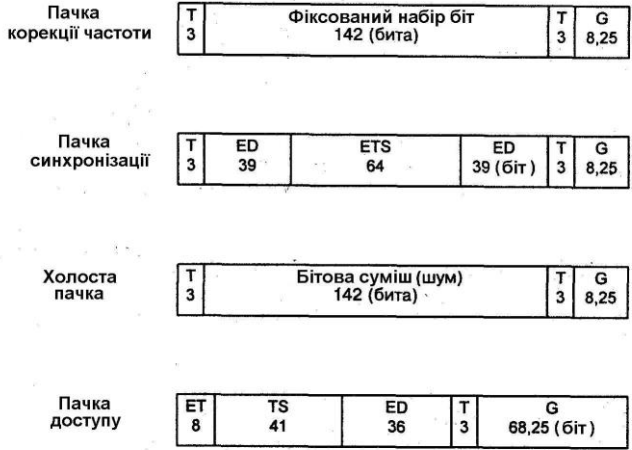 Пачка
корекції частоти
T Фіксований набір біт T G
3 142 (бита) 3 8,25
Пачка
синхронізації
T ED ETS ED T G
3 39 64 39 (біт) 3 8,25
Холоста
пачка
T Бітова суміш (шум) T G
3 142 (бита) 3 8,25
Пачка
доступу
ET TS ED T G
8 41 36 3 68,25 (біт)